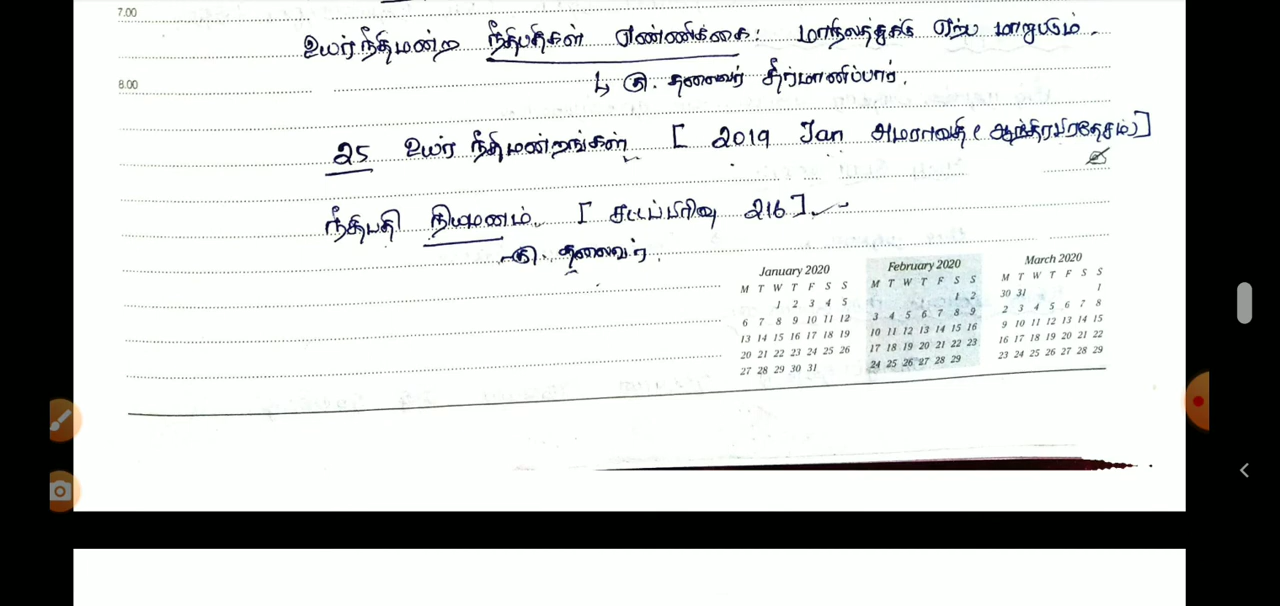 7.00
உயர்நீதிமன்ற நீதிபதிகள் எண்ணிக்கை: மாநிலத்துக்கு ஏற்ப மாறுபடும்.
8.00
↳ கு. தலைவர் தீர்மானிப்பார்.
25 உயர் நீதிமன்றங்கள் [ 2019 Jan அமராவதி (ஆந்திரபிரதேசம்)]
நீதிபதி நியமனம். [ சட்டப்பிரிவு 216 ]
கு. தலைவர்.
January 2020 February 2020 March 2020
M T W T F S S M T W T F S S M T W T F S S
1 2 3 4 5 1 2 30 31 1
6 7 8 9 10 11 12 3 4 5 6 7 8 9 2 3 4 5 6 7 8
13 14 15 16 17 18 19 10 11 12 13 14 15 16 9 10 11 12 13 14 15
20 21 22 23 24 25 26 17 18 19 20 21 22 23 16 17 18 19 20 21 22
27 28 29 30 31 24 25 26 27 28 29 23 24 25 26 27 28 29